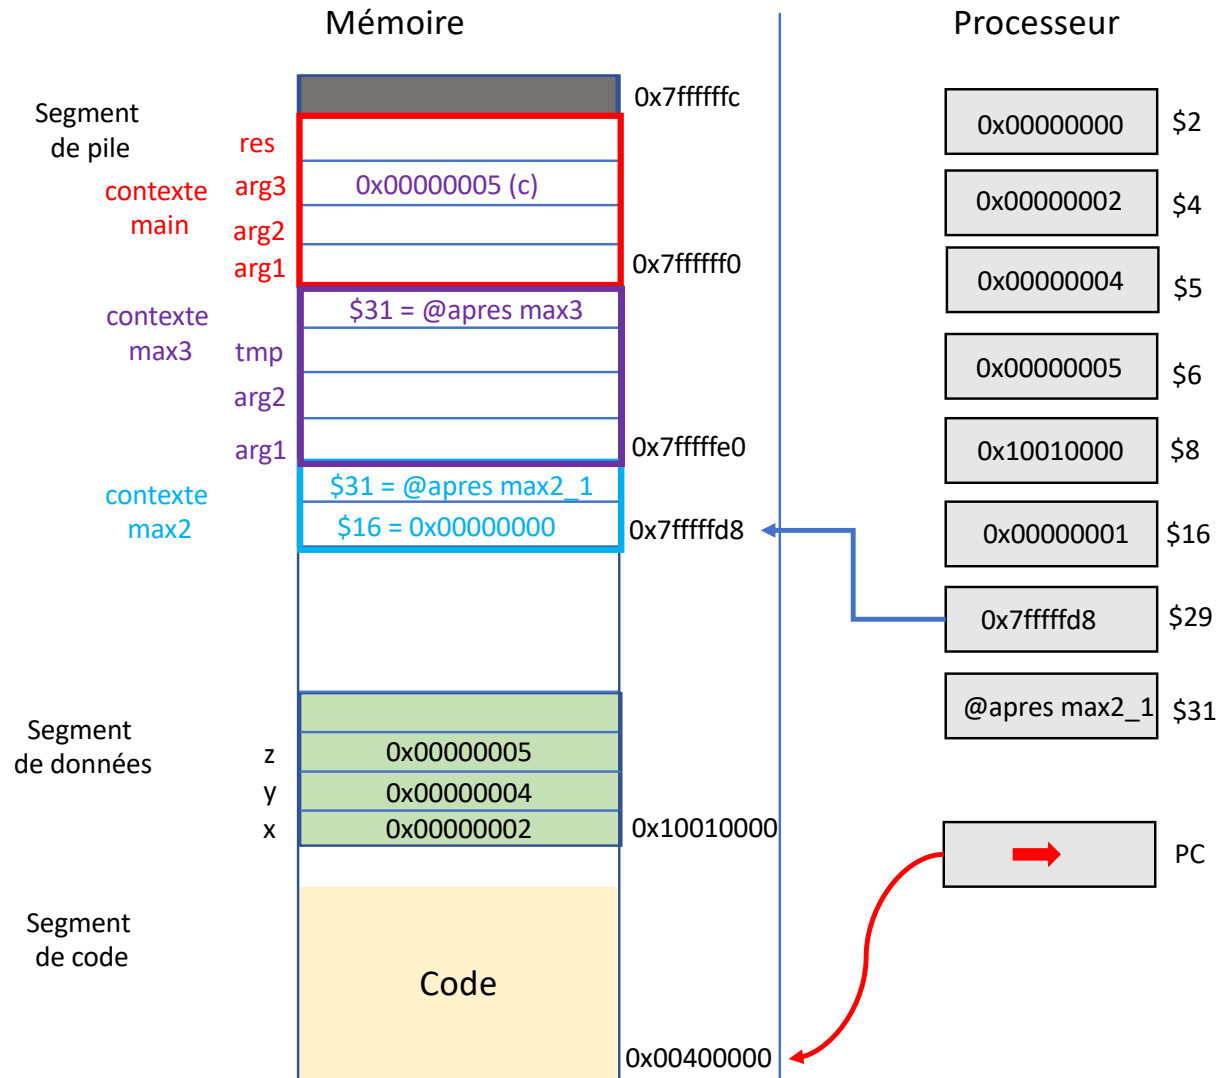 Mémoire
Processeur
0x7ffffffc
Segment
de pile
res
0x00000000
$2
contexte
main
arg3
0x00000005 (c)
0x00000002
$4
arg2
arg1
0x7ffffff0
0x00000004
$5
contexte
max3
$31 = @apres max3
tmp
0x00000005
$6
arg2
arg1
0x7fffffe0
0x10010000
$8
contexte
max2
$31 = @apres max2_1
$16 = 0x00000000
0x7fffffd8
0x00000001
$16
0x7fffffd8
$29
@apres max2_1
$31
Segment
de données
z
0x00000005
y
0x00000004
x
0x00000002
0x10010000
PC
Segment
de code
Code
0x00400000